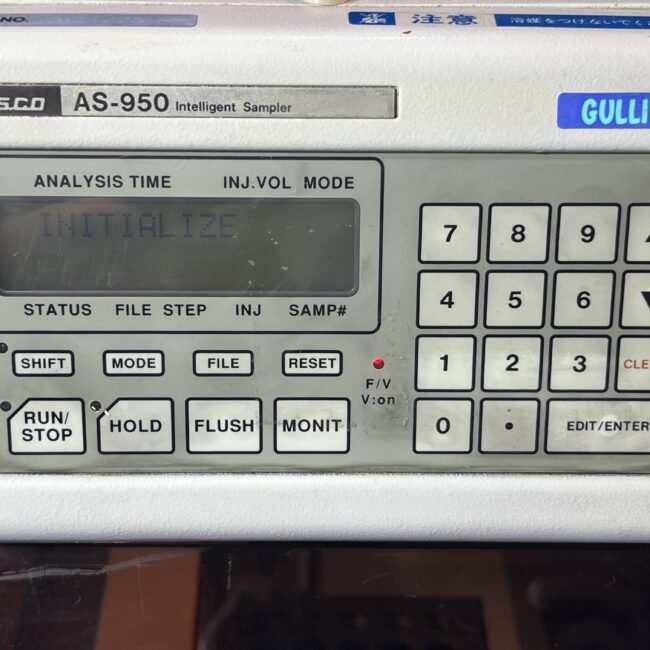 NO.
注意
SCO AS-950 Intelligent Sampler
GULLI
ANALYSIS TIME INJ.VOL MODE
INITIALIZE
STATUS FILE STEP INJ SAMP#
7 8 9
4 5 6
SHIFT MODE FILE RESET
F/V
V:on
1 2 3 CLE
RUN/
STOP
HOLD FLUSH MONIT
0 • EDIT/ENTER